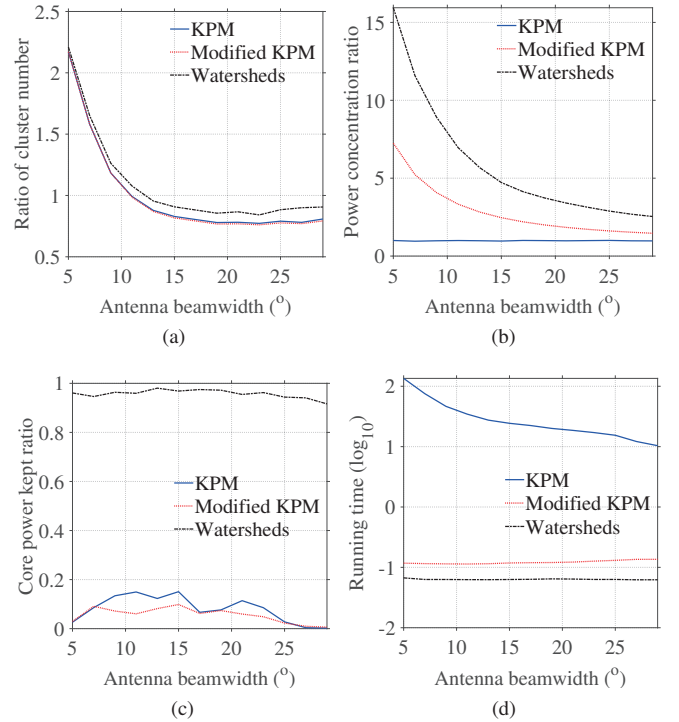 Ratio of cluster number
2.5
2
1.5
1
0.5
5 10 15 20 25
KPM
Modified KPM
Watersheds
Antenna beamwidth (°)
(a)
Power concentration ratio
15
10
5
0
5 10 15 20 25
KPM
Modified KPM
Watersheds
Antenna beamwidth (°)
(b)
Core power kept ratio
1
0.8
0.6
0.4
0.2
0
5 10 15 20 25
KPM
Modified KPM
Watersheds
Antenna beamwidth (°)
(c)
Running time (log10)
2
1
0
-1
-2
5 10 15 20 25
KPM
Modified KPM
Watersheds
Antenna beamwidth (°)
(d)